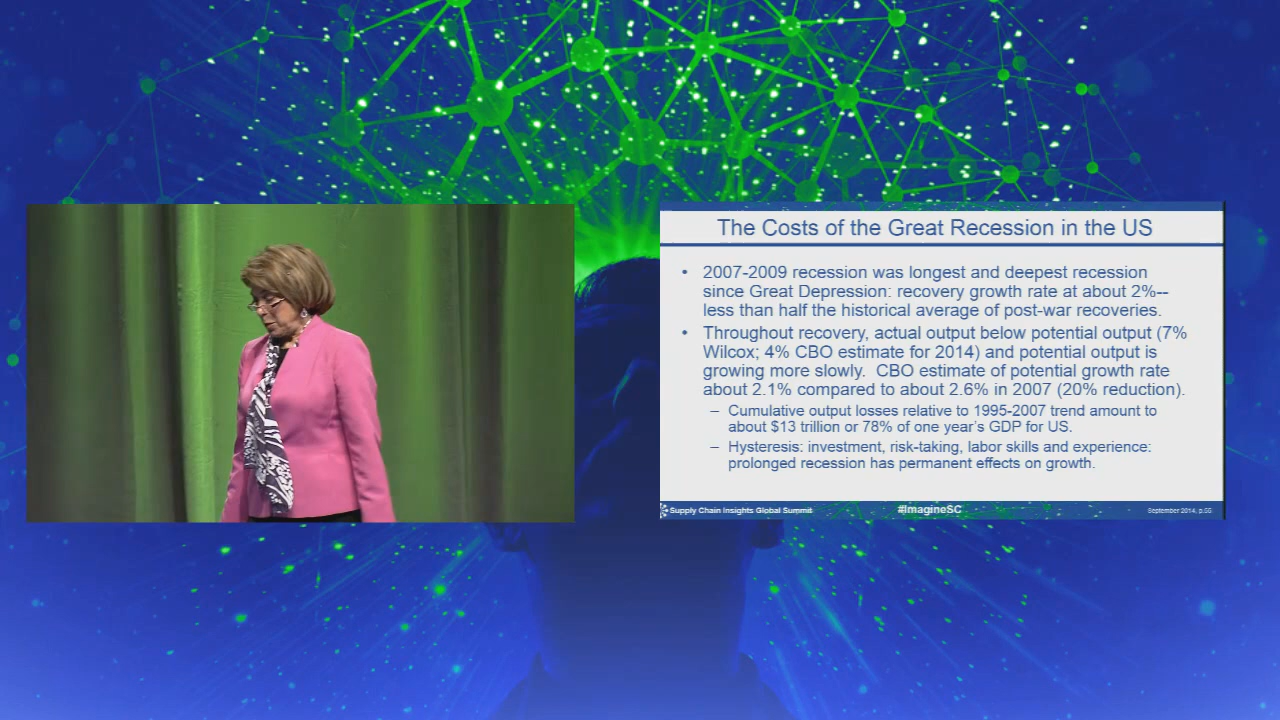 The Costs of the Great Recession in the US
• 2007-2009 recession was longest and deepest recession
since Great Depression: recovery growth rate at about 2%--
less than half the historical average of post-war recoveries.
• Throughout recovery, actual output below potential output (7%
Wilcox; 4% CBO estimate for 2014) and potential output is
growing more slowly. CBO estimate of potential growth rate
about 2.1% compared to about 2.6% in 2007 (20% reduction).
– Cumulative output losses relative to 1995-2007 trend amount to
about $13 trillion or 78% of one year's GDP for US.
– Hysteresis: investment, risk-taking, labor skills and experience:
prolonged recession has permanent effects on growth.
Supply Chain Insights Global Summit
#ImagineSC
September 2014, p.